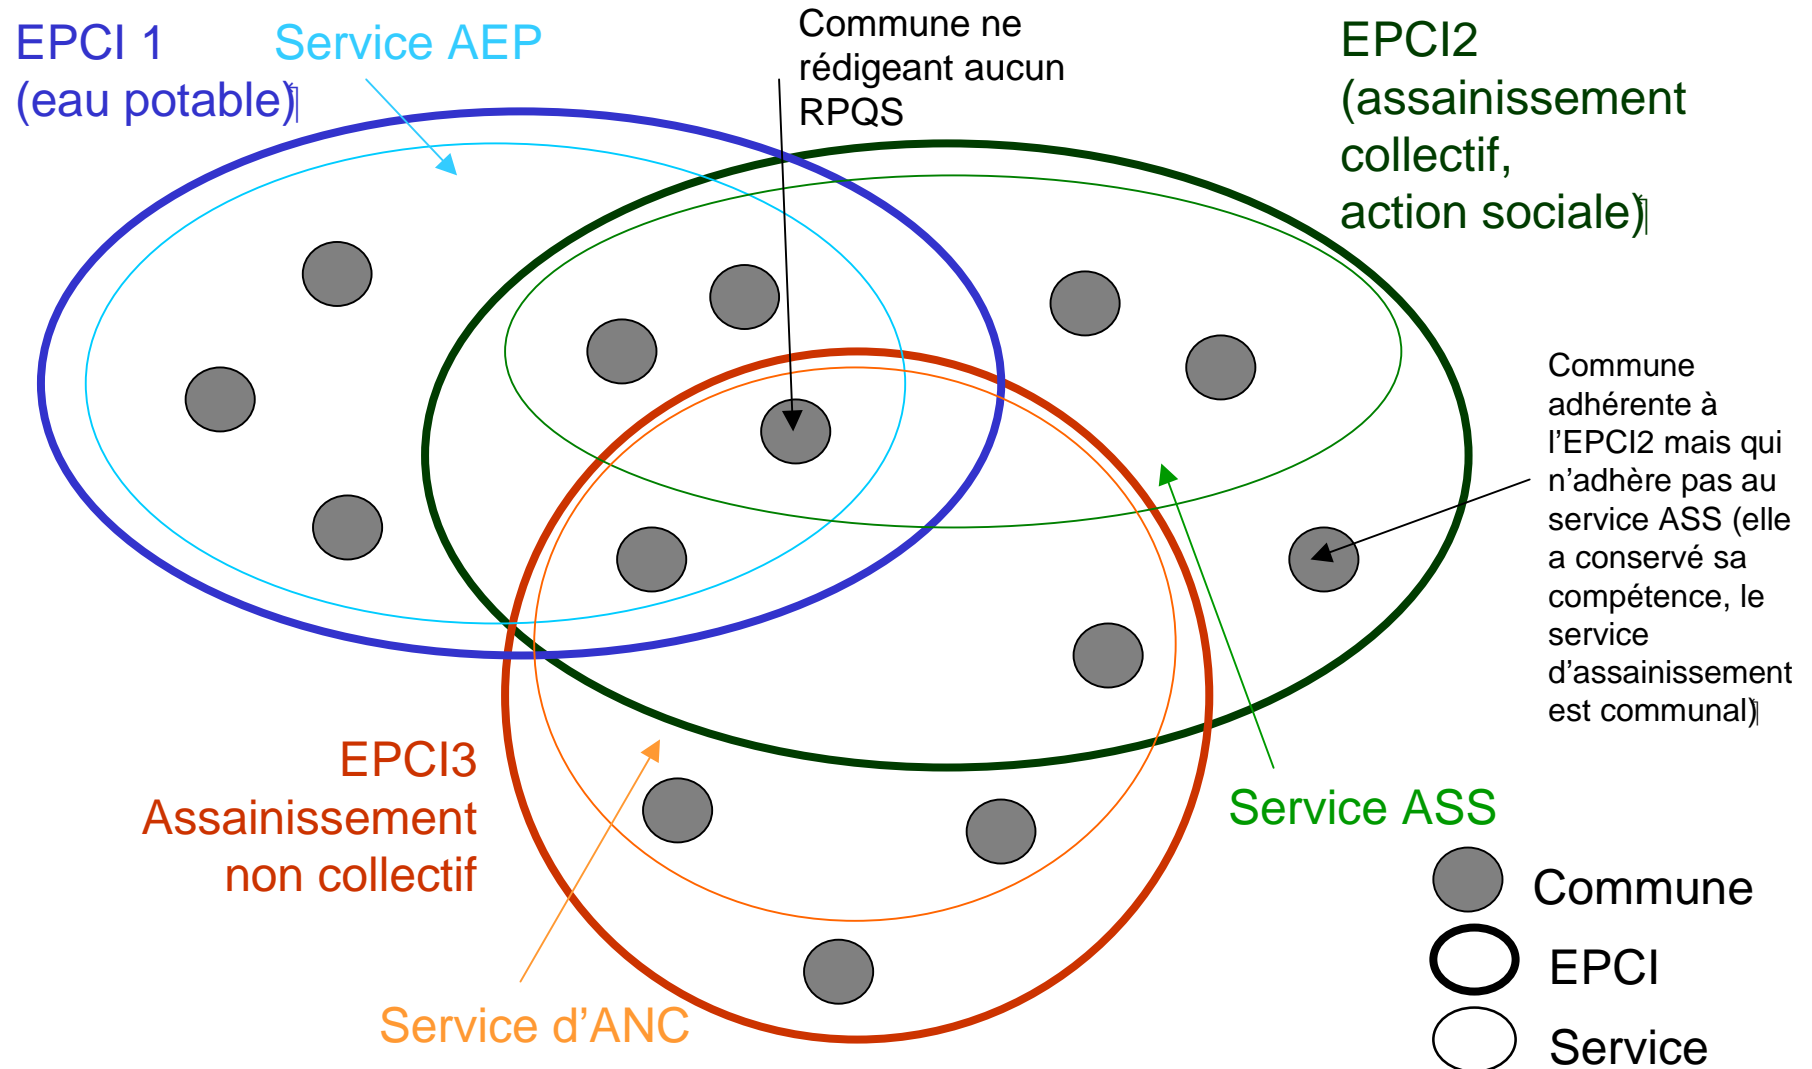 EPCI 1
(eau potable)
Service AEP
Commune ne
rédigeant aucun
RPQS
EPCI2
(assainissement
collectif,
action sociale)
Commune
adhérente à
l’EPCI2 mais qui
n’adhère pas au
service ASS (elle
a conservé sa
compétence, le
service
d’assainissement
est communal)
EPCI3
Assainissement
non collectif
Service ASS
Service d’ANC
Commune
EPCI
Service